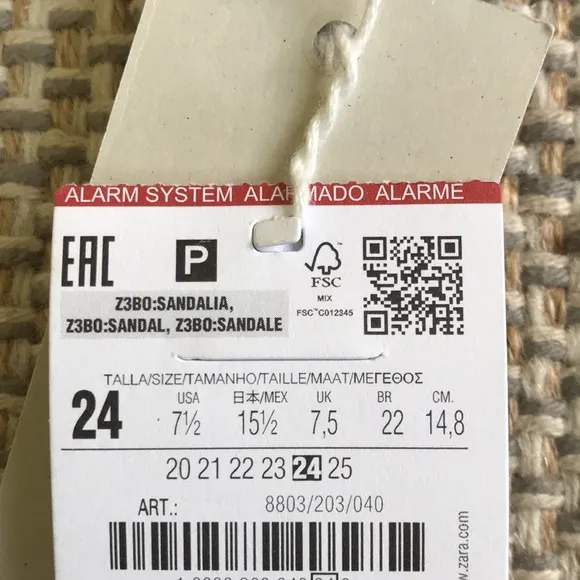 ALARM SYSTEM ALARMADO ALARME
EAC
P
FSC
MIX
FSC™C012345
Z3BO:SANDALIA,
Z3BO:SANDAL, Z3BO:SANDALE
TALLA/SIZE/TAMANHO/TAILLE/MAAT/ΜΕΓΕΘΟΣ
USA 日本/MEX UK BR CM.
24 7½ 15½ 7,5 22 14,8
20 21 22 23 24 25
ART.: 8803/203/040
www.zara.com